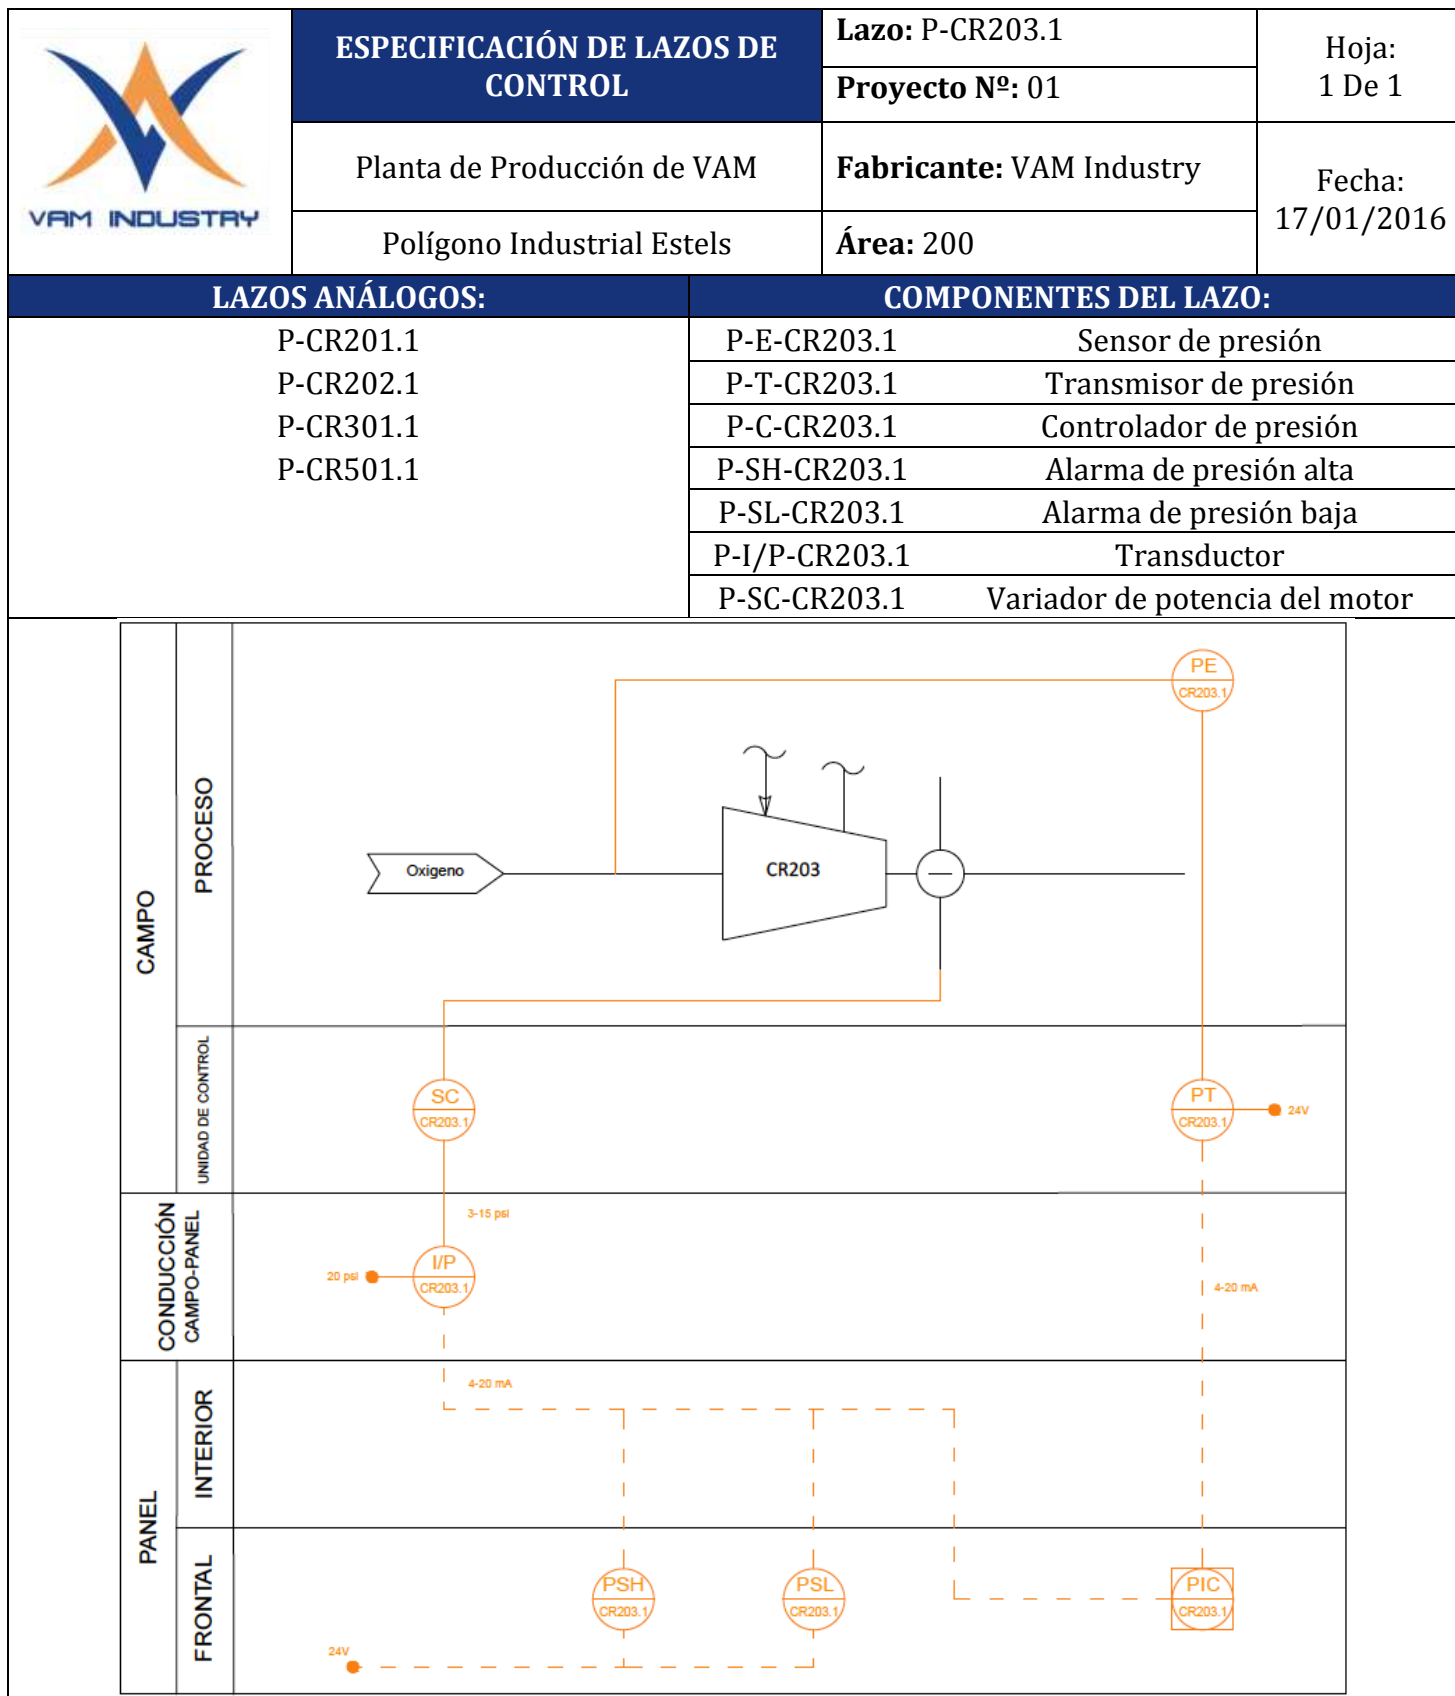 VAM INDUSTRY
ESPECIFICACIÓN DE LAZOS DE
CONTROL
Lazo: P-CR203.1
Proyecto Nº: 01
Hoja:
1 De 1
Planta de Producción de VAM
Fabricante: VAM Industry
Fecha:
17/01/2016
Polígono Industrial Estels
Área: 200
LAZOS ANÁLOGOS:
COMPONENTES DEL LAZO:
P-CR201.1
P-CR202.1
P-CR301.1
P-CR501.1
P-E-CR203.1 Sensor de presión
P-T-CR203.1 Transmisor de presión
P-C-CR203.1 Controlador de presión
P-SH-CR203.1 Alarma de presión alta
P-SL-CR203.1 Alarma de presión baja
P-I/P-CR203.1 Transductor
P-SC-CR203.1 Variador de potencia del motor
CAMPO
PROCESO
PE
CR203.1
Oxigeno
CR203
UNIDAD DE CONTROL
SC
CR203.1
PT
CR203.1
24V
CONDUCCIÓN
CAMPO-PANEL
3-15 psi
20 psi
I/P
CR203.1
4-20 mA
PANEL
INTERIOR
4-20 mA
FRONTAL
PSH
CR203.1
PSL
CR203.1
PIC
CR203.1
24V